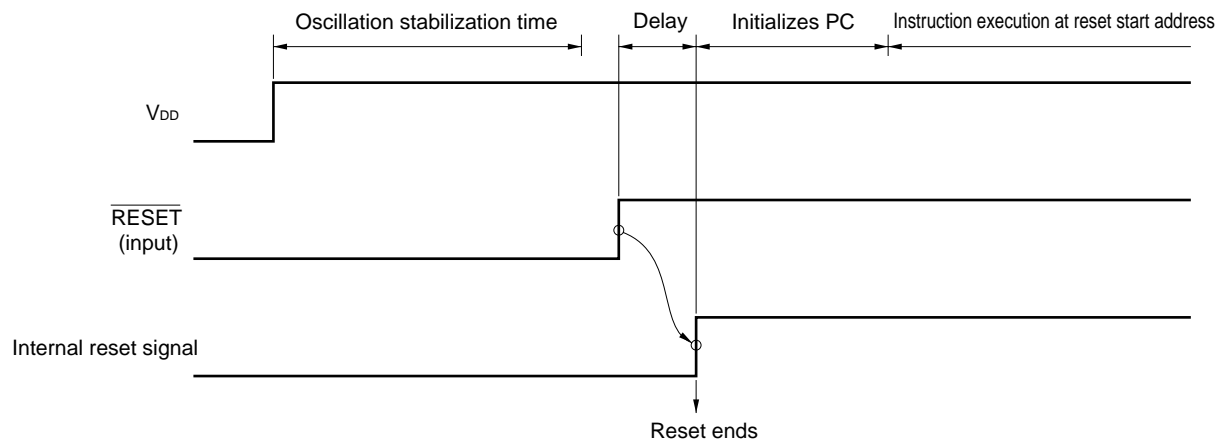 Oscillation stabilization time
Delay
Initializes PC
Instruction execution at reset start address
VDD
RESET
(input)
Internal reset signal
Reset ends